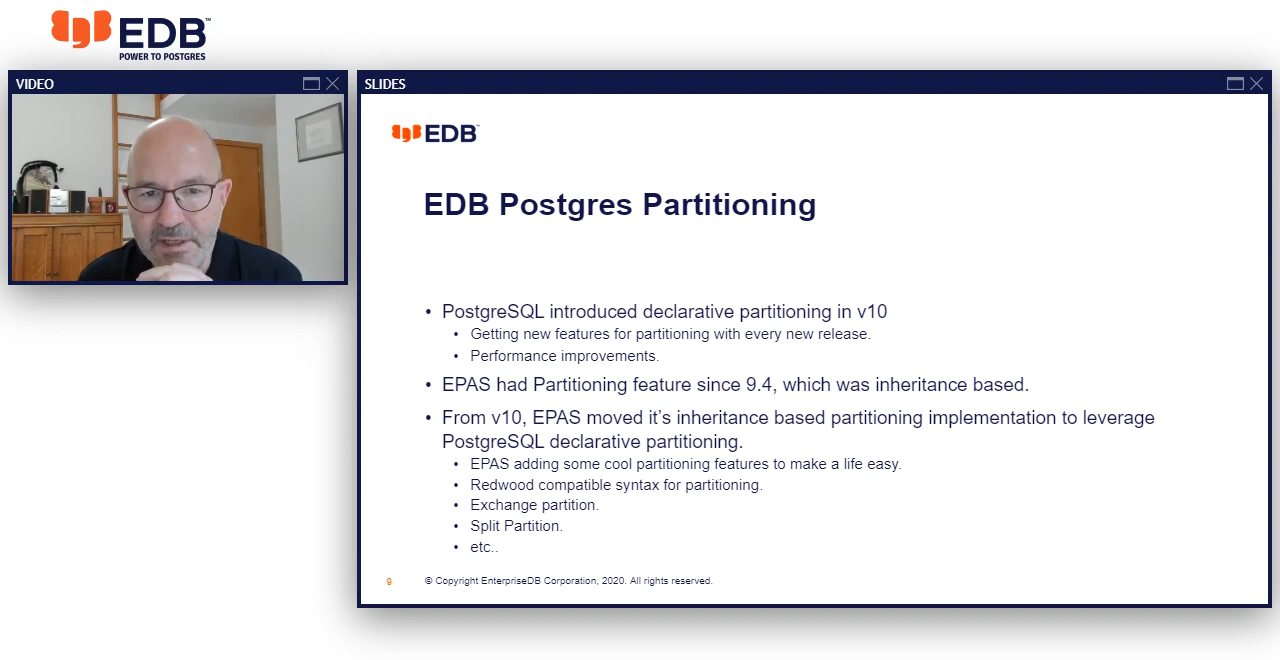 EDB™
POWER TO POSTGRES
VIDEO
SLIDES
EDB™
EDB Postgres Partitioning
• PostgreSQL introduced declarative partitioning in v10
• Getting new features for partitioning with every new release.
• Performance improvements.
• EPAS had Partitioning feature since 9.4, which was inheritance based.
• From v10, EPAS moved it’s inheritance based partitioning implementation to leverage
PostgreSQL declarative partitioning.
• EPAS adding some cool partitioning features to make a life easy.
• Redwood compatible syntax for partitioning.
• Exchange partition.
• Split Partition.
• etc..
9
© Copyright EnterpriseDB Corporation, 2020. All rights reserved.